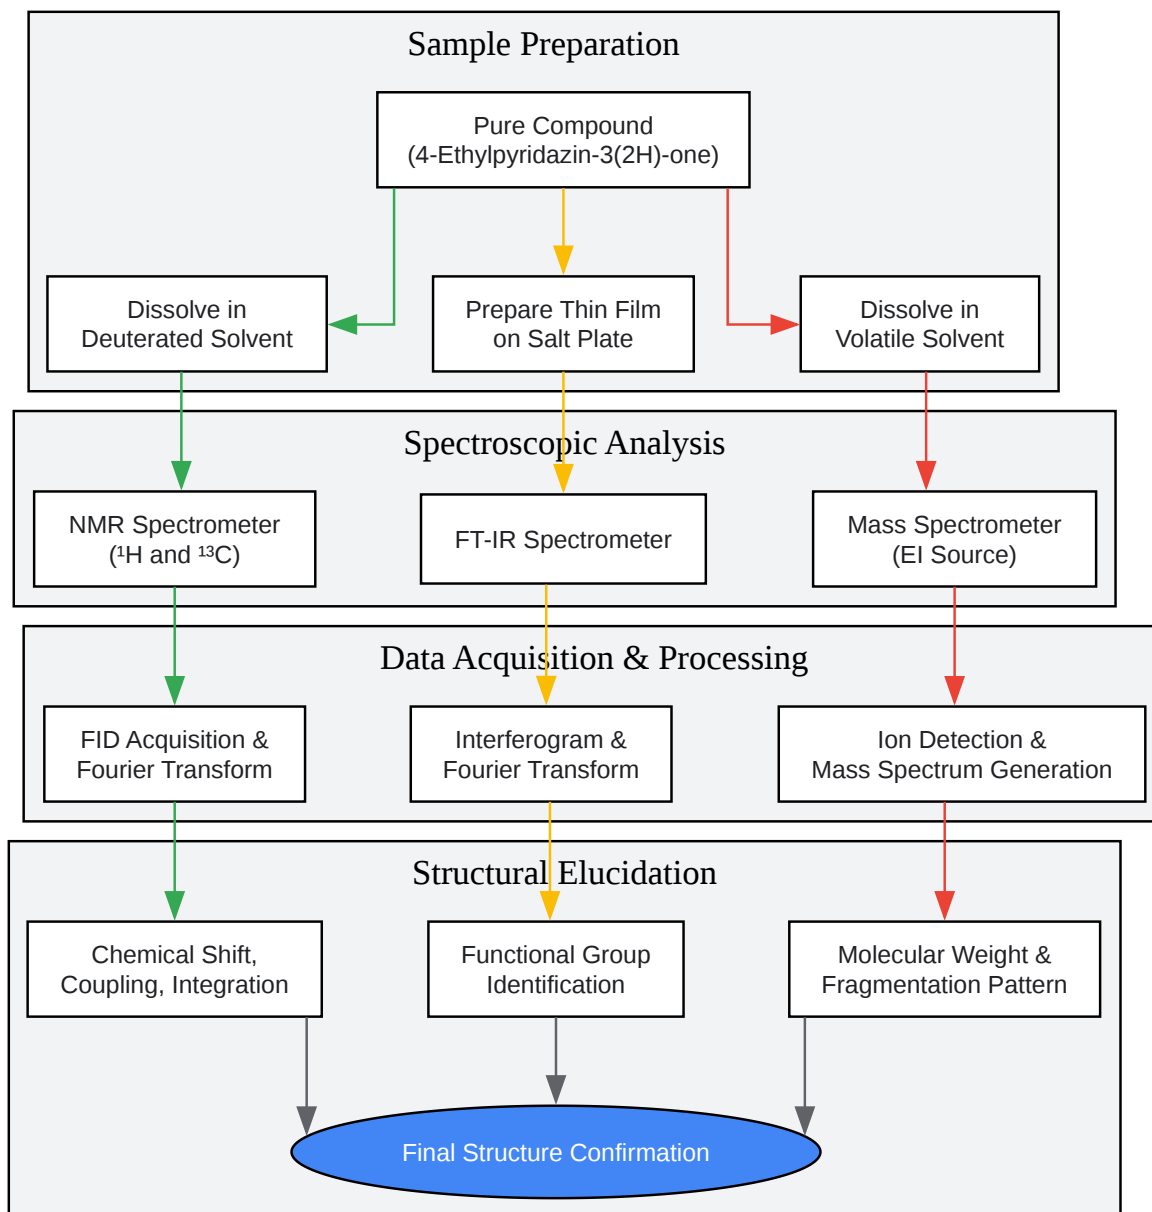 Sample Preparation
Pure Compound
(4-Ethylpyridazin-3(2H)-one)
Dissolve in
Deuterated Solvent
Prepare Thin Film
on Salt Plate
Dissolve in
Volatile Solvent
Spectroscopic Analysis
NMR Spectrometer
(¹H and ¹³C)
FT-IR Spectrometer
Mass Spectrometer
(EI Source)
Data Acquisition & Processing
FID Acquisition &
Fourier Transform
Interferogram &
Fourier Transform
Ion Detection &
Mass Spectrum Generation
Structural Elucidation
Chemical Shift,
Coupling, Integration
Functional Group
Identification
Molecular Weight &
Fragmentation Pattern
Final Structure Confirmation